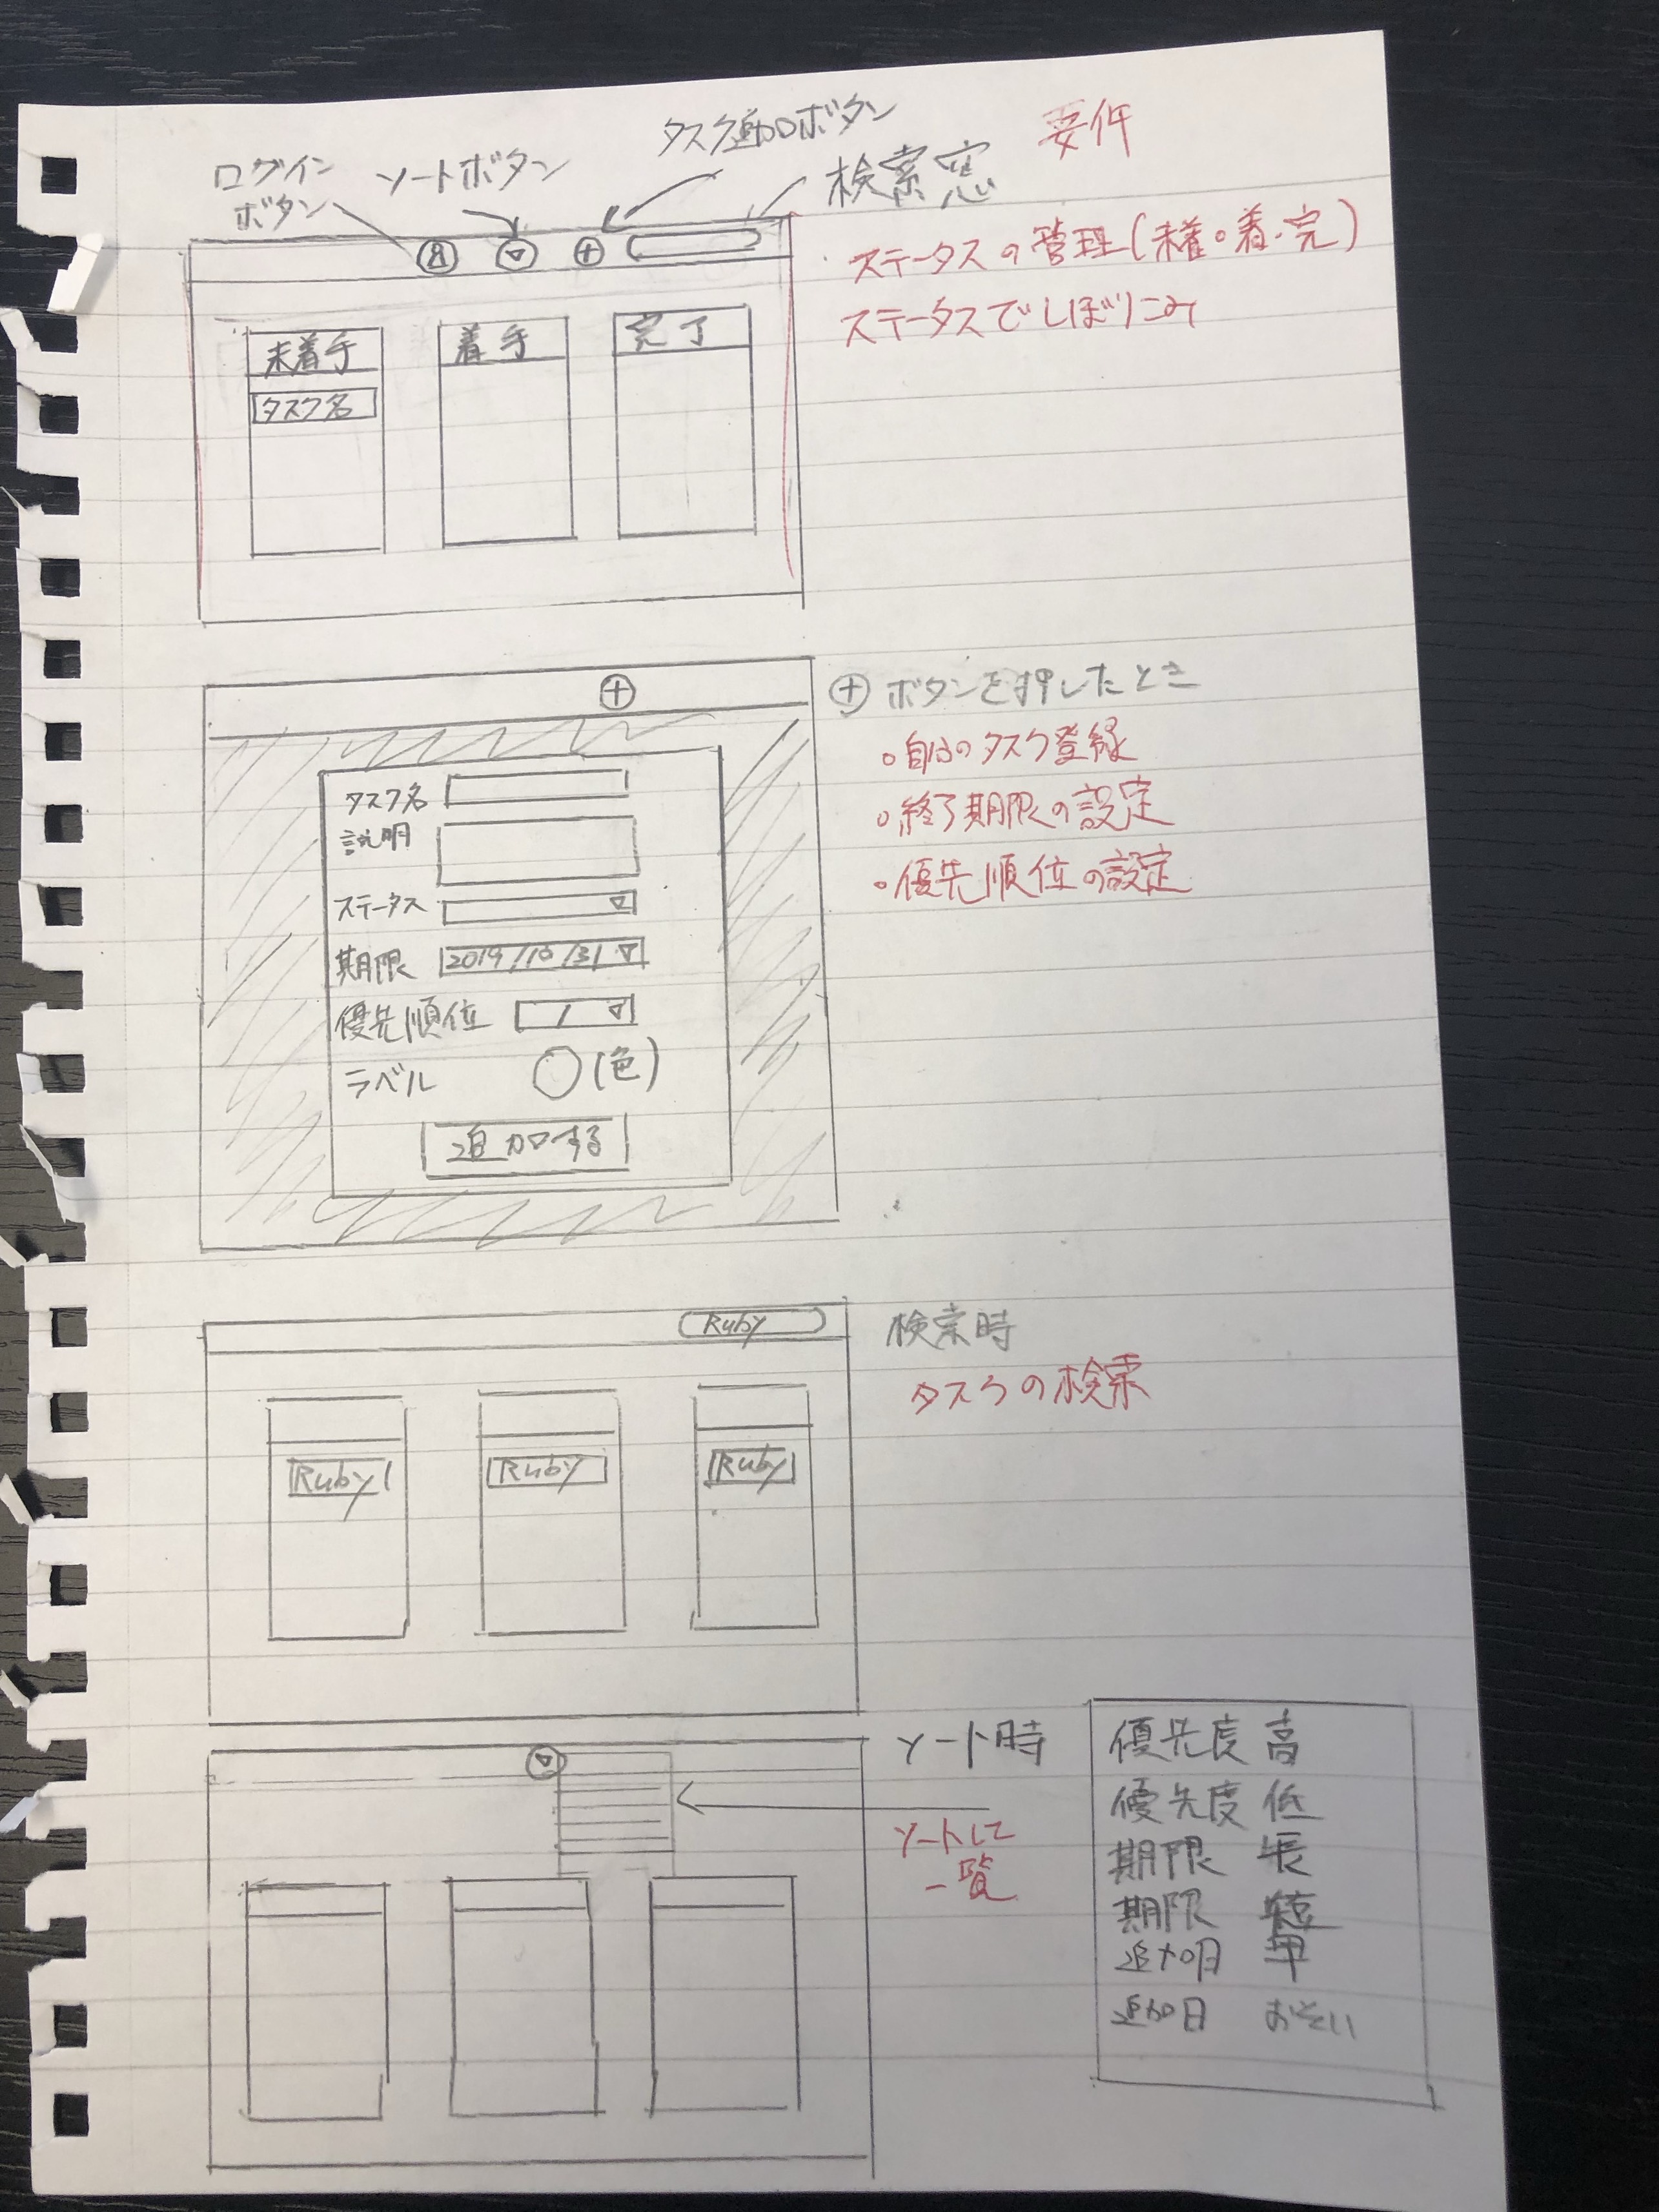 タスク追加ボタン
要件
ログイン
ボタン
ソートボタン
検索窓
ステータスの管理(未着。着.完)
ステータスでしぼりこみ
未着手
着手
完了
タスク名
ボタンを押したとき
自分のタスク登録
終了期限の設定
優先順位の設定
タスク名
説明
ステータス
期限 2019/10/31
優先順位 1
ラベル (色)
追加する
Ruby
検索時
タスクの検索
Ruby
Ruby
Ruby
ソート時
ソートして
一覧
優先度 高
優先度 低
期限 長
期限 短
追加日 早
追加日 おそい